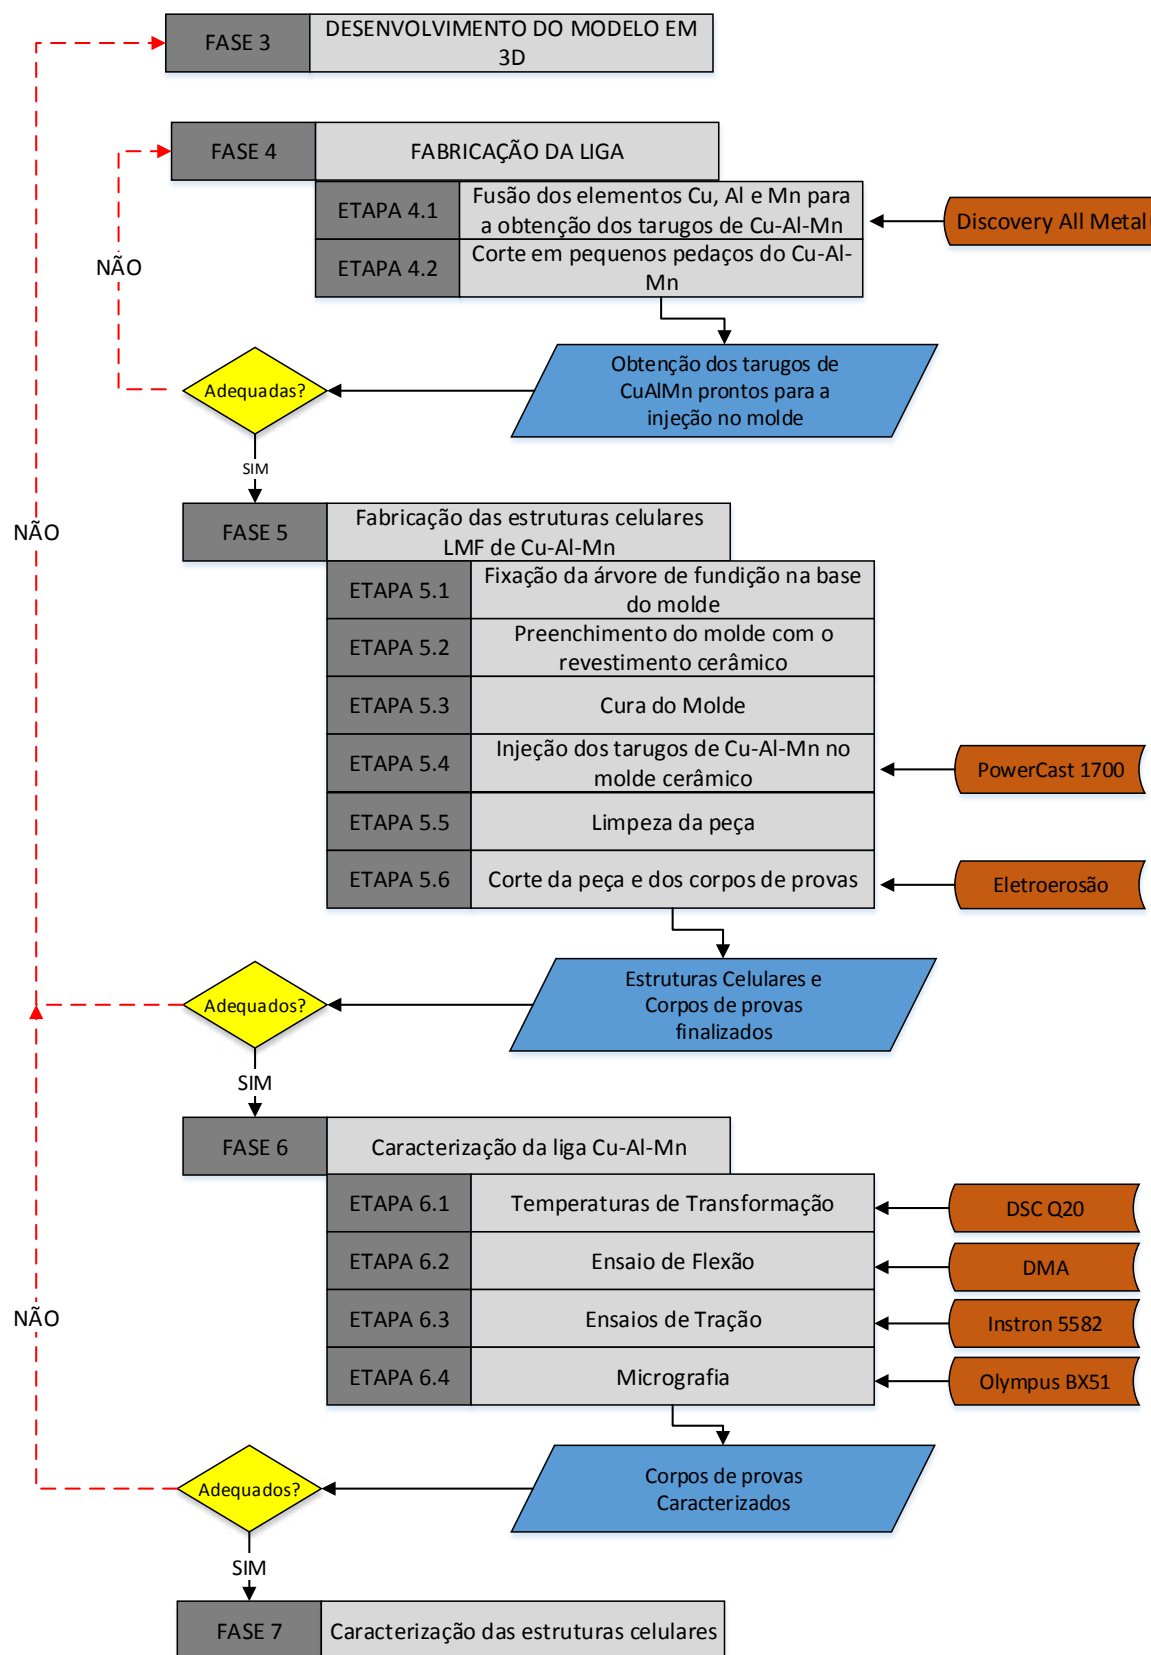 FASE 3
DESENVOLVIMENTO DO MODELO EM
3D
FASE 4
FABRICAÇÃO DA LIGA
ETAPA 4.1
Fusão dos elementos Cu, Al e Mn para
a obtenção dos tarugos de Cu-Al-Mn
Discovery All Metal
ETAPA 4.2
Corte em pequenos pedaços do Cu-Al-
Mn
NÃO
Obtenção dos tarugos de
CuAlMn prontos para a
injeção no molde
Adequadas?
SIM
FASE 5
Fabricação das estruturas celulares
LMF de Cu-Al-Mn
NÃO
ETAPA 5.1
Fixação da árvore de fundição na base
do molde
ETAPA 5.2
Preenchimento do molde com o
revestimento cerâmico
ETAPA 5.3
Cura do Molde
ETAPA 5.4
Injeção dos tarugos de Cu-Al-Mn no
molde cerâmico
PowerCast 1700
ETAPA 5.5
Limpeza da peça
ETAPA 5.6
Corte da peça e dos corpos de provas
Eletroerosão
Estruturas Celulares e
Corpos de provas
finalizados
Adequados?
SIM
FASE 6
Caracterização da liga Cu-Al-Mn
ETAPA 6.1
Temperaturas de Transformação
DSC Q20
ETAPA 6.2
Ensaio de Flexão
DMA
NÃO
ETAPA 6.3
Ensaios de Tração
Instron 5582
ETAPA 6.4
Micrografia
Olympus BX51
Corpos de provas
Caracterizados
Adequados?
SIM
FASE 7
Caracterização das estruturas celulares